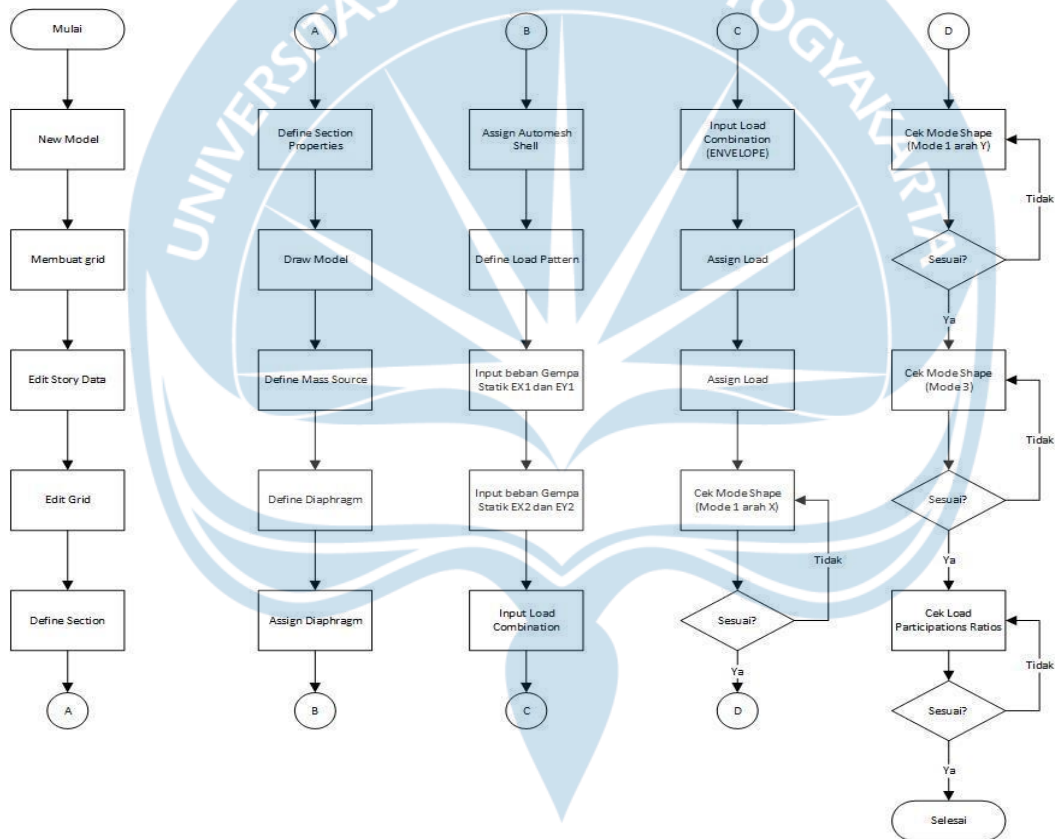 UNIVERSITAS
YOGYAKARTA
Mulai
New Model
Membuat grid
Edit Story Data
Edit Grid
Define Section
A
A
Define Section
Properties
Draw Model
Define Mass Source
Define Diaphragm
Assign Diaphragm
B
B
Assign Automesh
Shell
Define Load Pattern
Input beban Gempa
Statik EX1 dan EY1
Input beban Gempa
Statik EX2 dan EY2
Input Load
Combination
C
C
Input Load
Combination
(ENVELOPE)
Assign Load
Assign Load
Cek Mode Shape
(Mode 1 arah X)
Tidak
Sesuai?
Ya
D
D
Cek Mode Shape
(Mode 1 arah Y)
Tidak
Sesuai?
Ya
Cek Mode Shape
(Mode 3)
Tidak
Sesuai?
Ya
Cek Load
Participations Ratios
Tidak
Sesuai?
Ya
Selesai